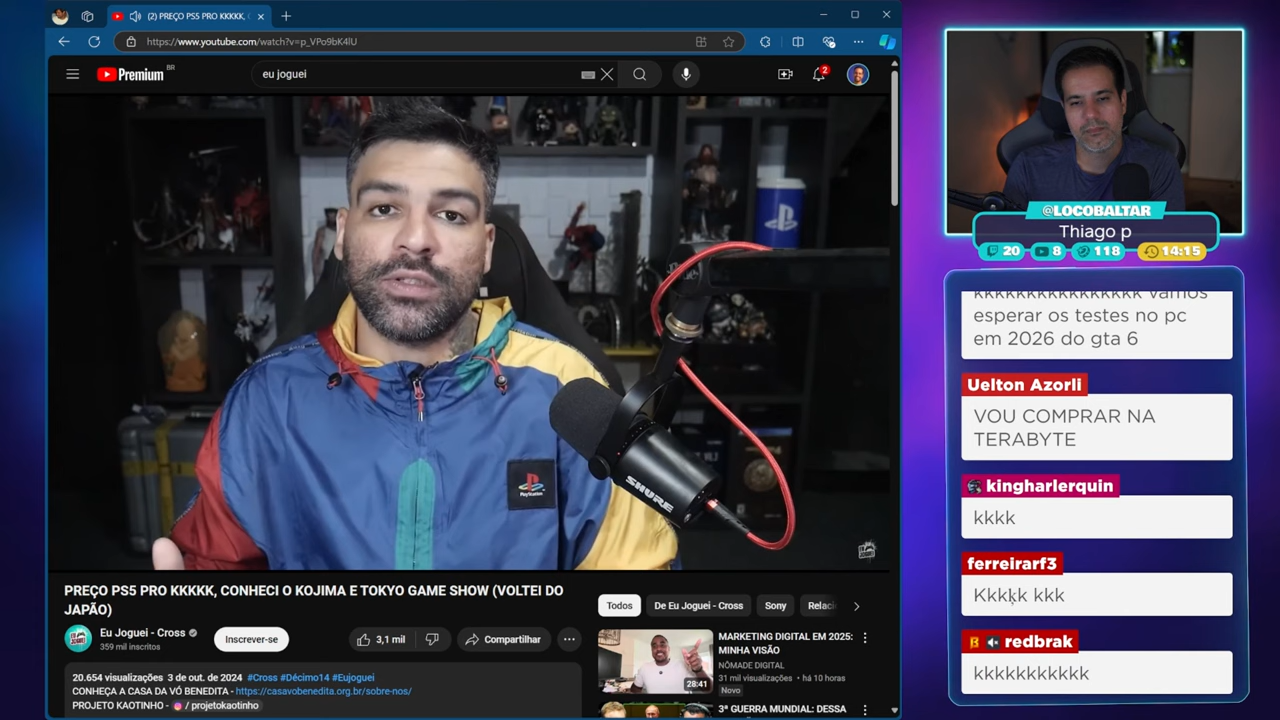 (2) PREÇO PS5 PRO KKKKK,
https://www.youtube.com/watch?v=p_VPo9bK4lU
Premium BR
eu joguei
2
PlayStation
SHURE
PREÇO PS5 PRO KKKKK, CONHECI O KOJIMA E TOKYO GAME SHOW (VOLTEI DO
JAPÃO)
Eu Joguei - Cross
359 mil inscritos
Inscrever-se
3,1 mil
Compartilhar
20.654 visualizações 3 de out. de 2024 #Cross #Décimo14 #Eujoguei
CONHEÇA A CASA DA VÓ BENEDITA - https://casavobenedita.org.br/sobre-nos/
PROJETO KAOTINHO - / projetokaotinho
Todos
De Eu Joguei - Cross
Sony
Relaci
28:41
MARKETING DIGITAL EM 2025:
MINHA VISÃO
NÔMADE DIGITAL
31 mil visualizações • há 10 horas
Novo
3ª GUERRA MUNDIAL: DESSA
@LOCOBALTAR
Thiago p
20
8
118
14:15
kkkkkkkkkkkkkkkk vamos
esperar os testes no pc
em 2026 do gta 6
Uelton Azorli
VOU COMPRAR NA
TERABYTE
kingharlerquin
kkkk
ferreirarf3
Kkkkk kkk
redbrak
kkkkkkkkkkk